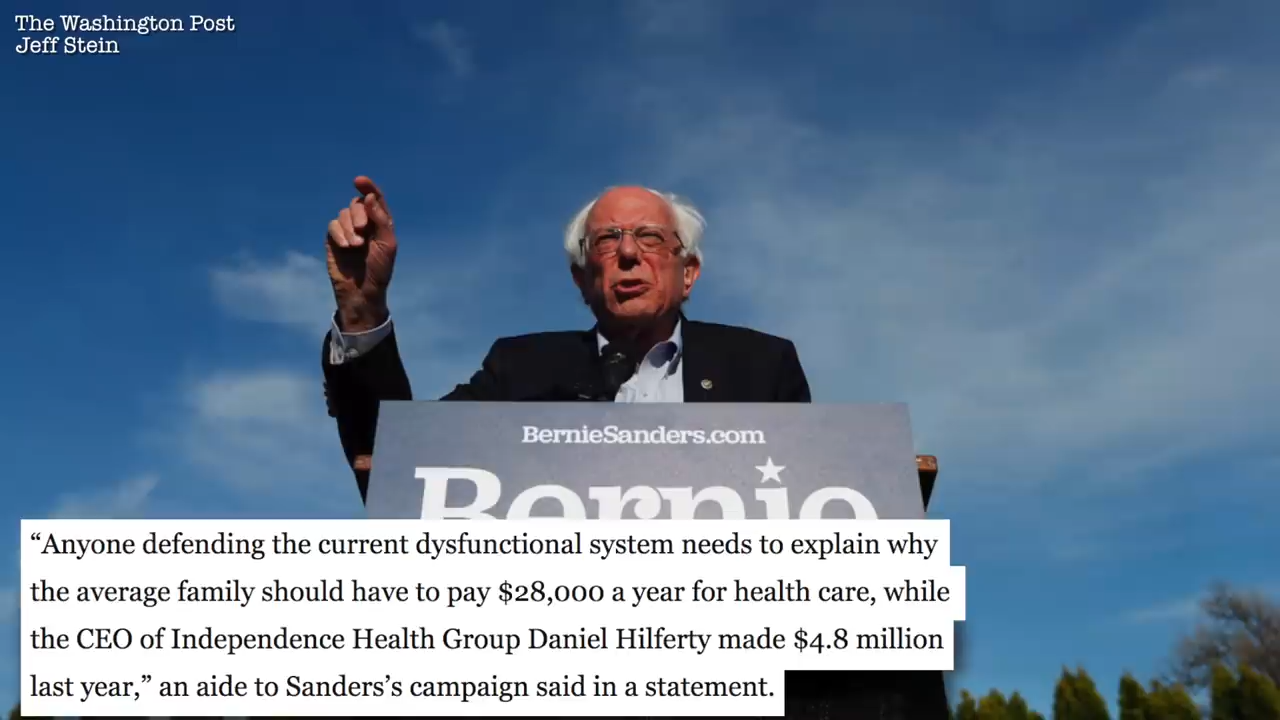 The Washington Post
Jeff Stein
BernieSanders.com
Bernie
“Anyone defending the current dysfunctional system needs to explain why
the average family should have to pay $28,000 a year for health care, while
the CEO of Independence Health Group Daniel Hilferty made $4.8 million
last year,” an aide to Sanders’s campaign said in a statement.